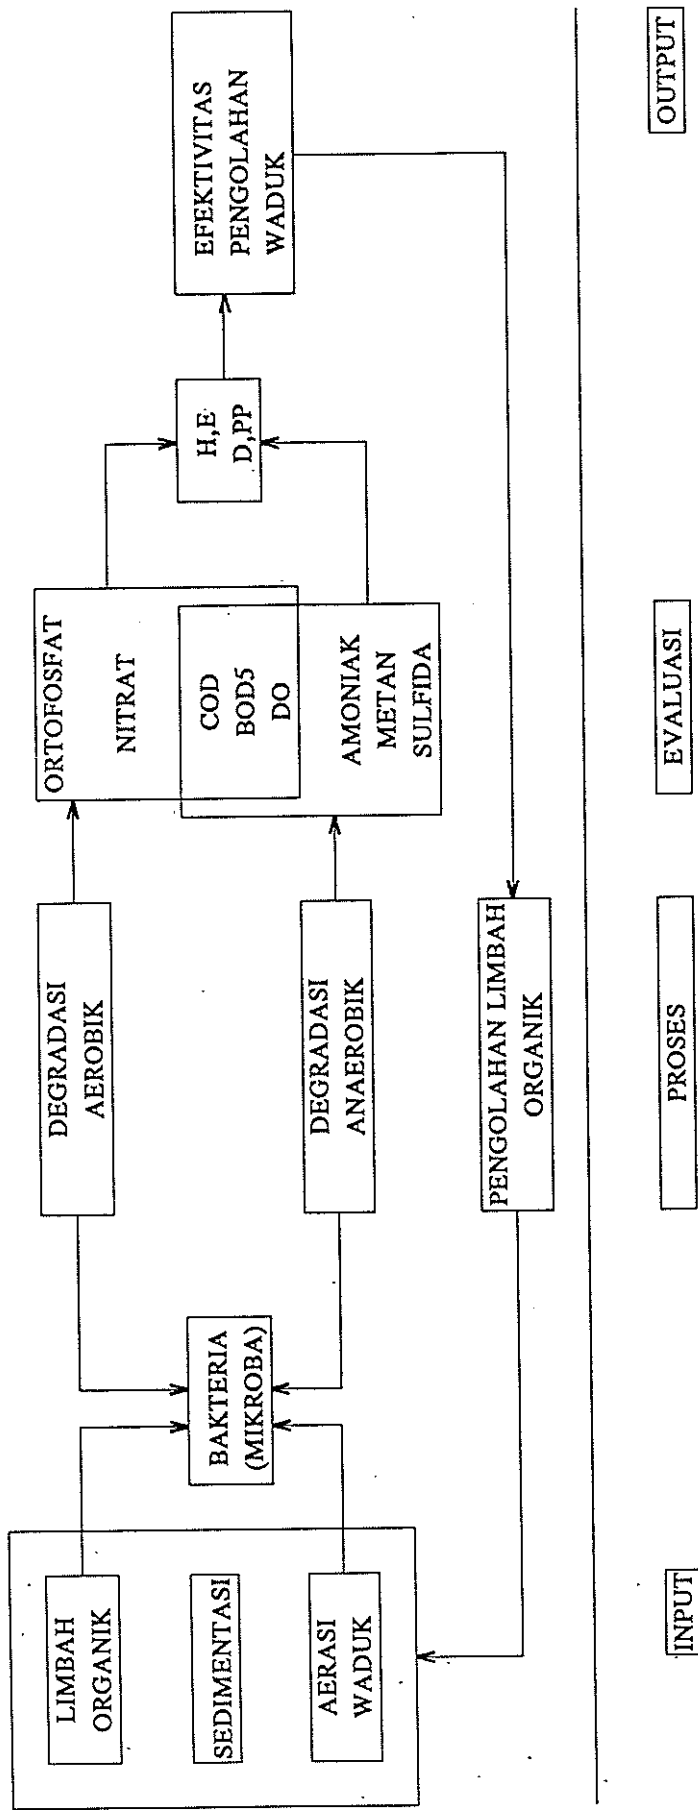 LIMBAH
ORGANIK
SEDIMENTASI
AERASI
WADUK
BAKTERIA
(MIKROBA)
DEGRADASI
AEROBIK
DEGRADASI
ANAEROBIK
PENGOLAHAN LIMBAH
ORGANIK
ORTOFOSFAT
NITRAT
COD
BOD5
DO
AMONIAK
METAN
SULFIDA
H,E
D,PP
EFEKTIVITAS
PENGOLAHAN
WADUK
INPUT
PROSES
EVALUASI
OUTPUT